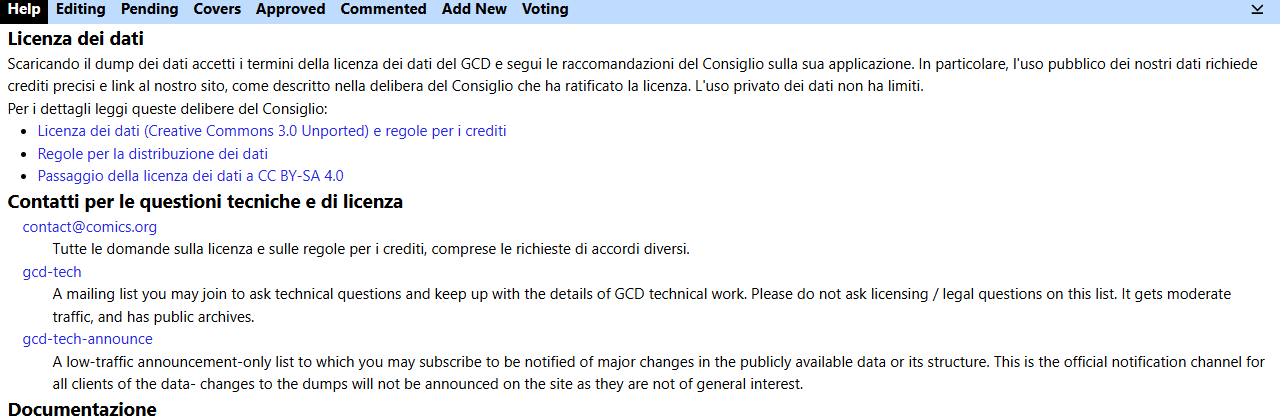 Help Editing Pending Covers Approved Commented Add New Voting
Licenza dei dati
Scaricando il dump dei dati accetti i termini della licenza dei dati del GCD e segui le raccomandazioni del Consiglio sulla sua applicazione. In particolare, l'uso pubblico dei nostri dati richiede
crediti precisi e link al nostro sito, come descritto nella delibera del Consiglio che ha ratificato la licenza. L'uso privato dei dati non ha limiti.
Per i dettagli leggi queste delibere del Consiglio:
• Licenza dei dati (Creative Commons 3.0 Unported) e regole per i crediti
• Regole per la distribuzione dei dati
• Passaggio della licenza dei dati a CC BY-SA 4.0
Contatti per le questioni tecniche e di licenza
contact@comics.org
Tutte le domande sulla licenza e sulle regole per i crediti, comprese le richieste di accordi diversi.
gcd-tech
A mailing list you may join to ask technical questions and keep up with the details of GCD technical work. Please do not ask licensing / legal questions on this list. It gets moderate
traffic, and has public archives.
gcd-tech-announce
A low-traffic announcement-only list to which you may subscribe to be notified of major changes in the publicly available data or its structure. This is the official notification channel for
all clients of the data- changes to the dumps will not be announced on the site as they are not of general interest.
Documentazione